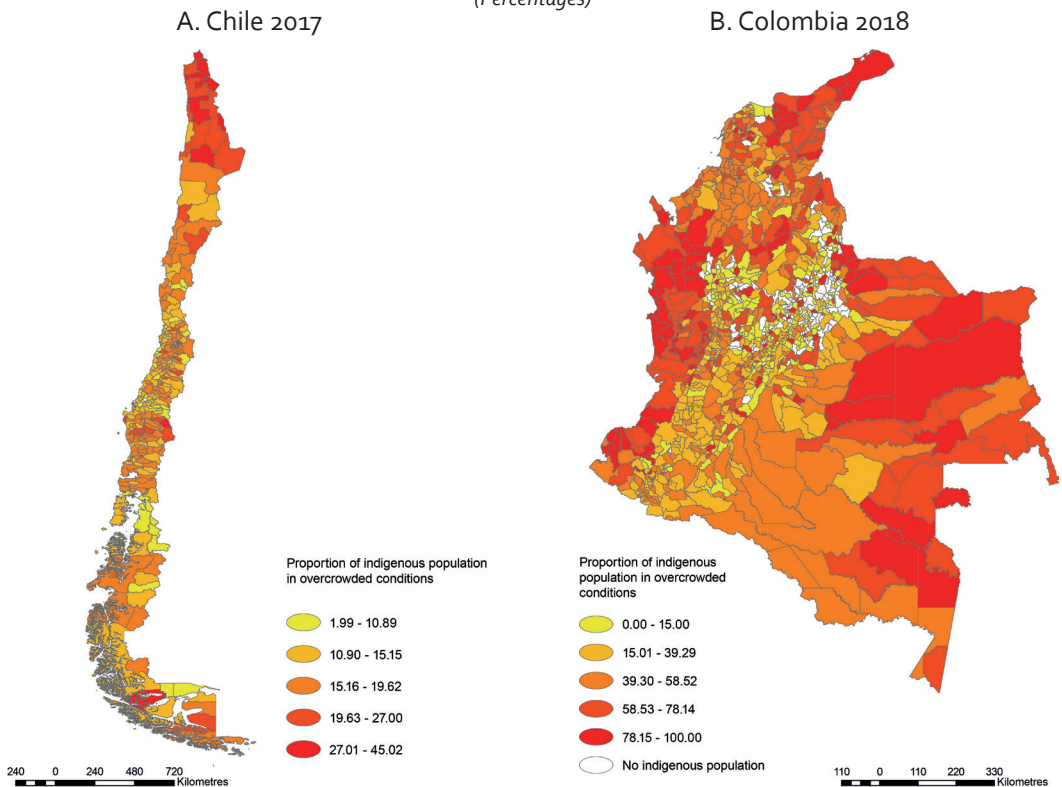 (Percentages)
A. Chile 2017
B. Colombia 2018
Proportion of indigenous population
in overcrowded conditions
1.99 - 10.89
10.90 - 15.15
15.16 - 19.62
19.63 - 27.00
27.01 - 45.02
240 0 240 480 720
Kilometres
Proportion of indigenous
population in overcrowded
conditions
0.00 - 15.00
15.01 - 39.29
39.30 - 58.52
58.53 - 78.14
78.15 - 100.00
No indigenous population
110 0 110 220 330
Kilometres